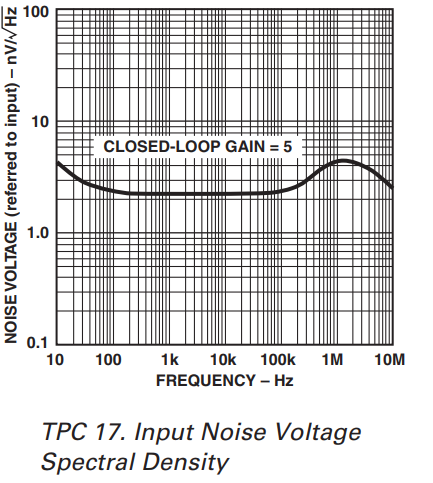 NOISE VOLTAGE (referred to input) – nV/√Hz
100
10
1.0
0.1
CLOSED-LOOP GAIN = 5
10 100 1k 10k 100k 1M 10M
FREQUENCY – Hz
TPC 17. Input Noise Voltage
Spectral Density